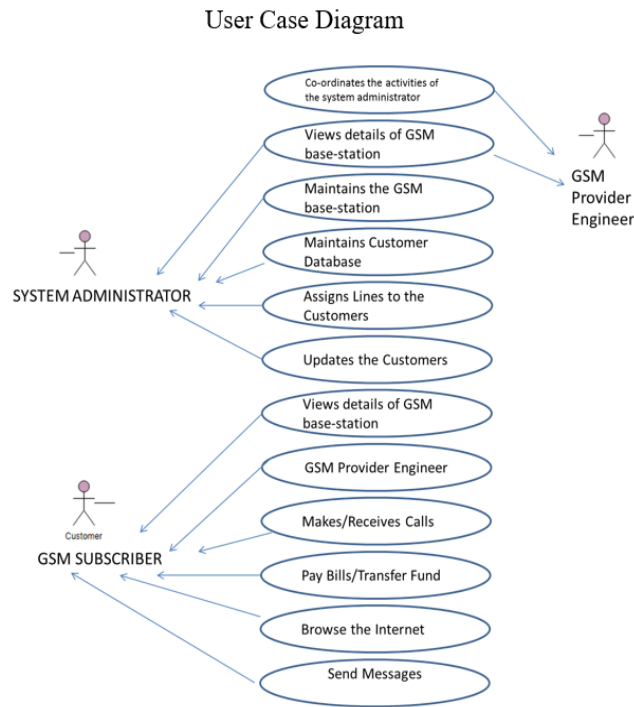 User Case Diagram
Co-ordinates the activities of
the system administrator
Views details of GSM
base-station
GSM
Provider
Engineer
Maintains the GSM
base-station
Maintains Customer
Database
SYSTEM ADMINISTRATOR
Assigns Lines to the
Customers
Updates the Customers
Views details of GSM
base-station
GSM Provider Engineer
Makes/Receives Calls
Customer
GSM SUBSCRIBER
Pay Bills/Transfer Fund
Browse the Internet
Send Messages